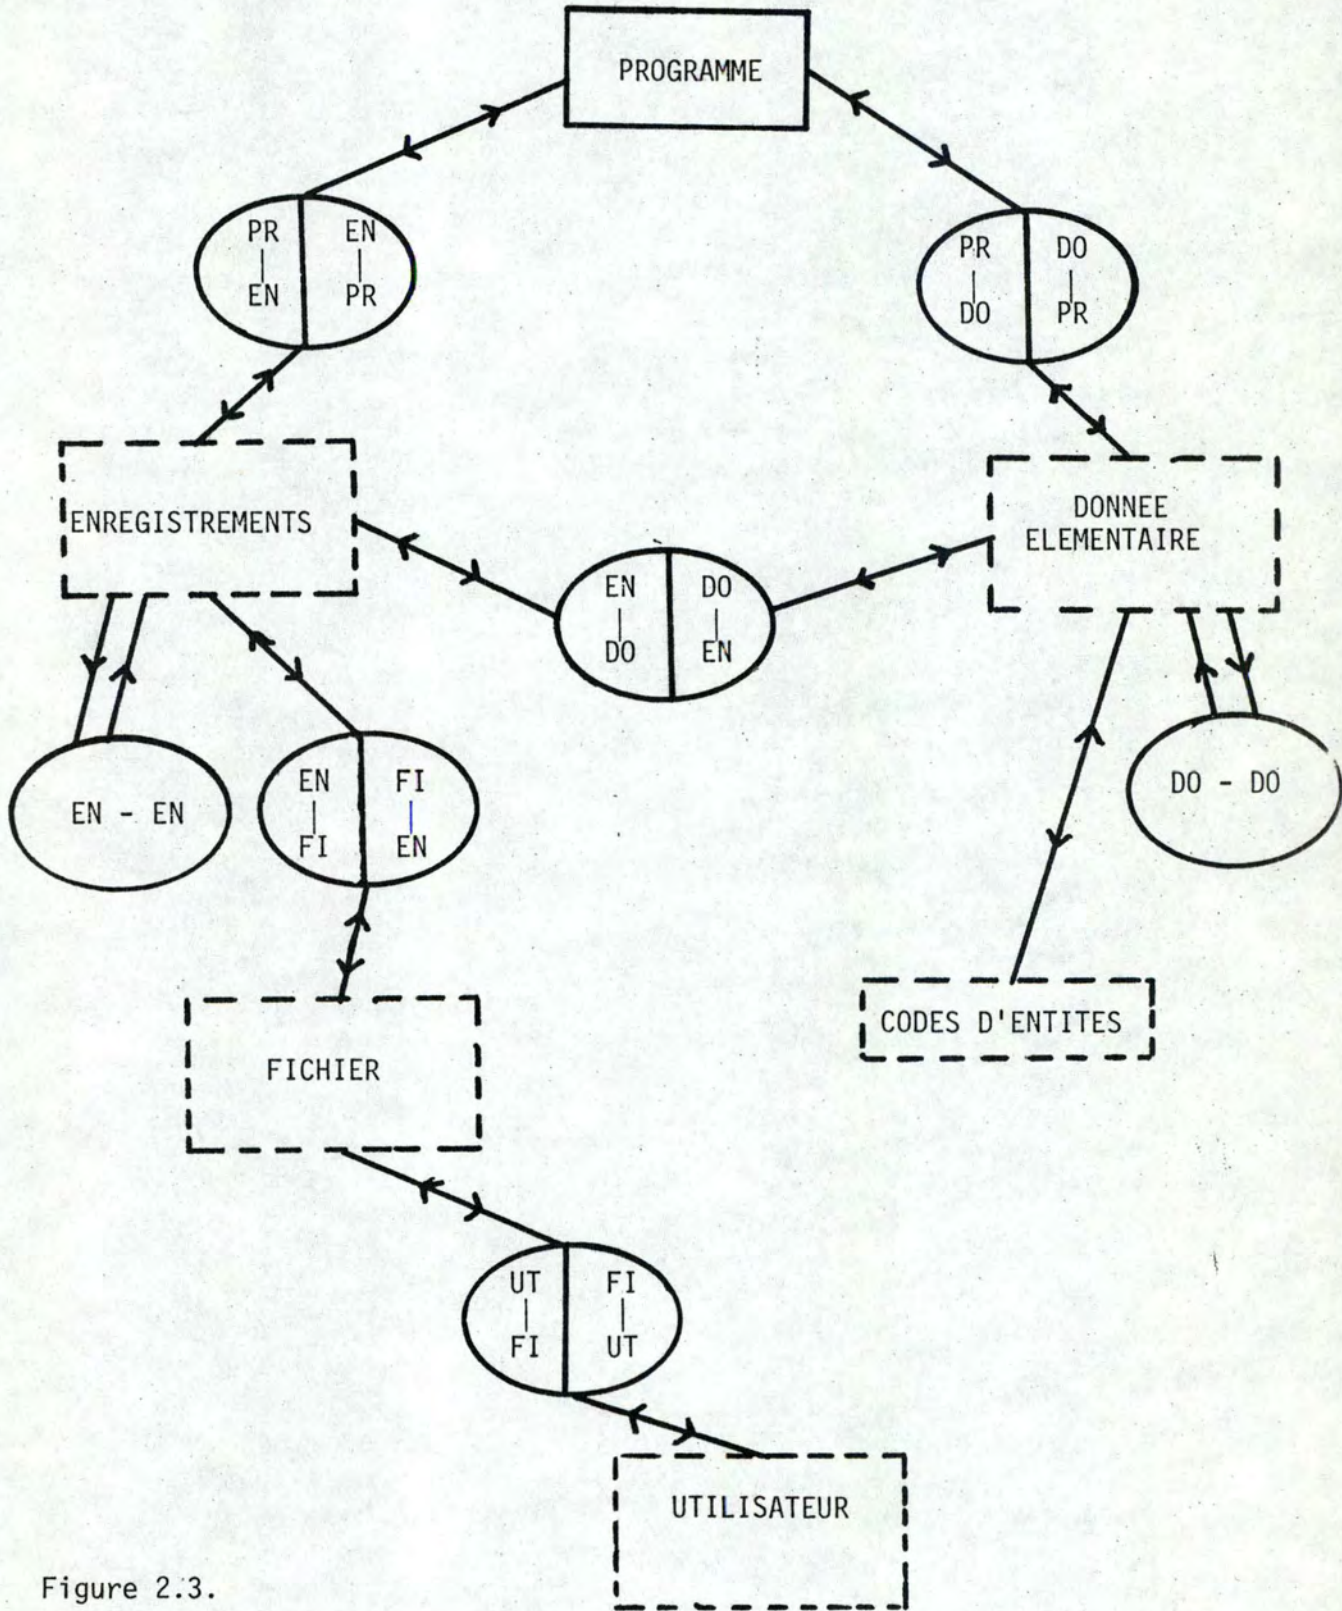 PROGRAMME
PR EN
EN PR
PR DO
DO PR
ENREGISTREMENTS
DONNEE
ELEMENTAIRE
EN DO
DO EN
EN - EN
EN FI
FI EN
DO - DO
CODES D'ENTITES
FICHIER
UT FI
FI UT
UTILISATEUR
Figure 2.3.